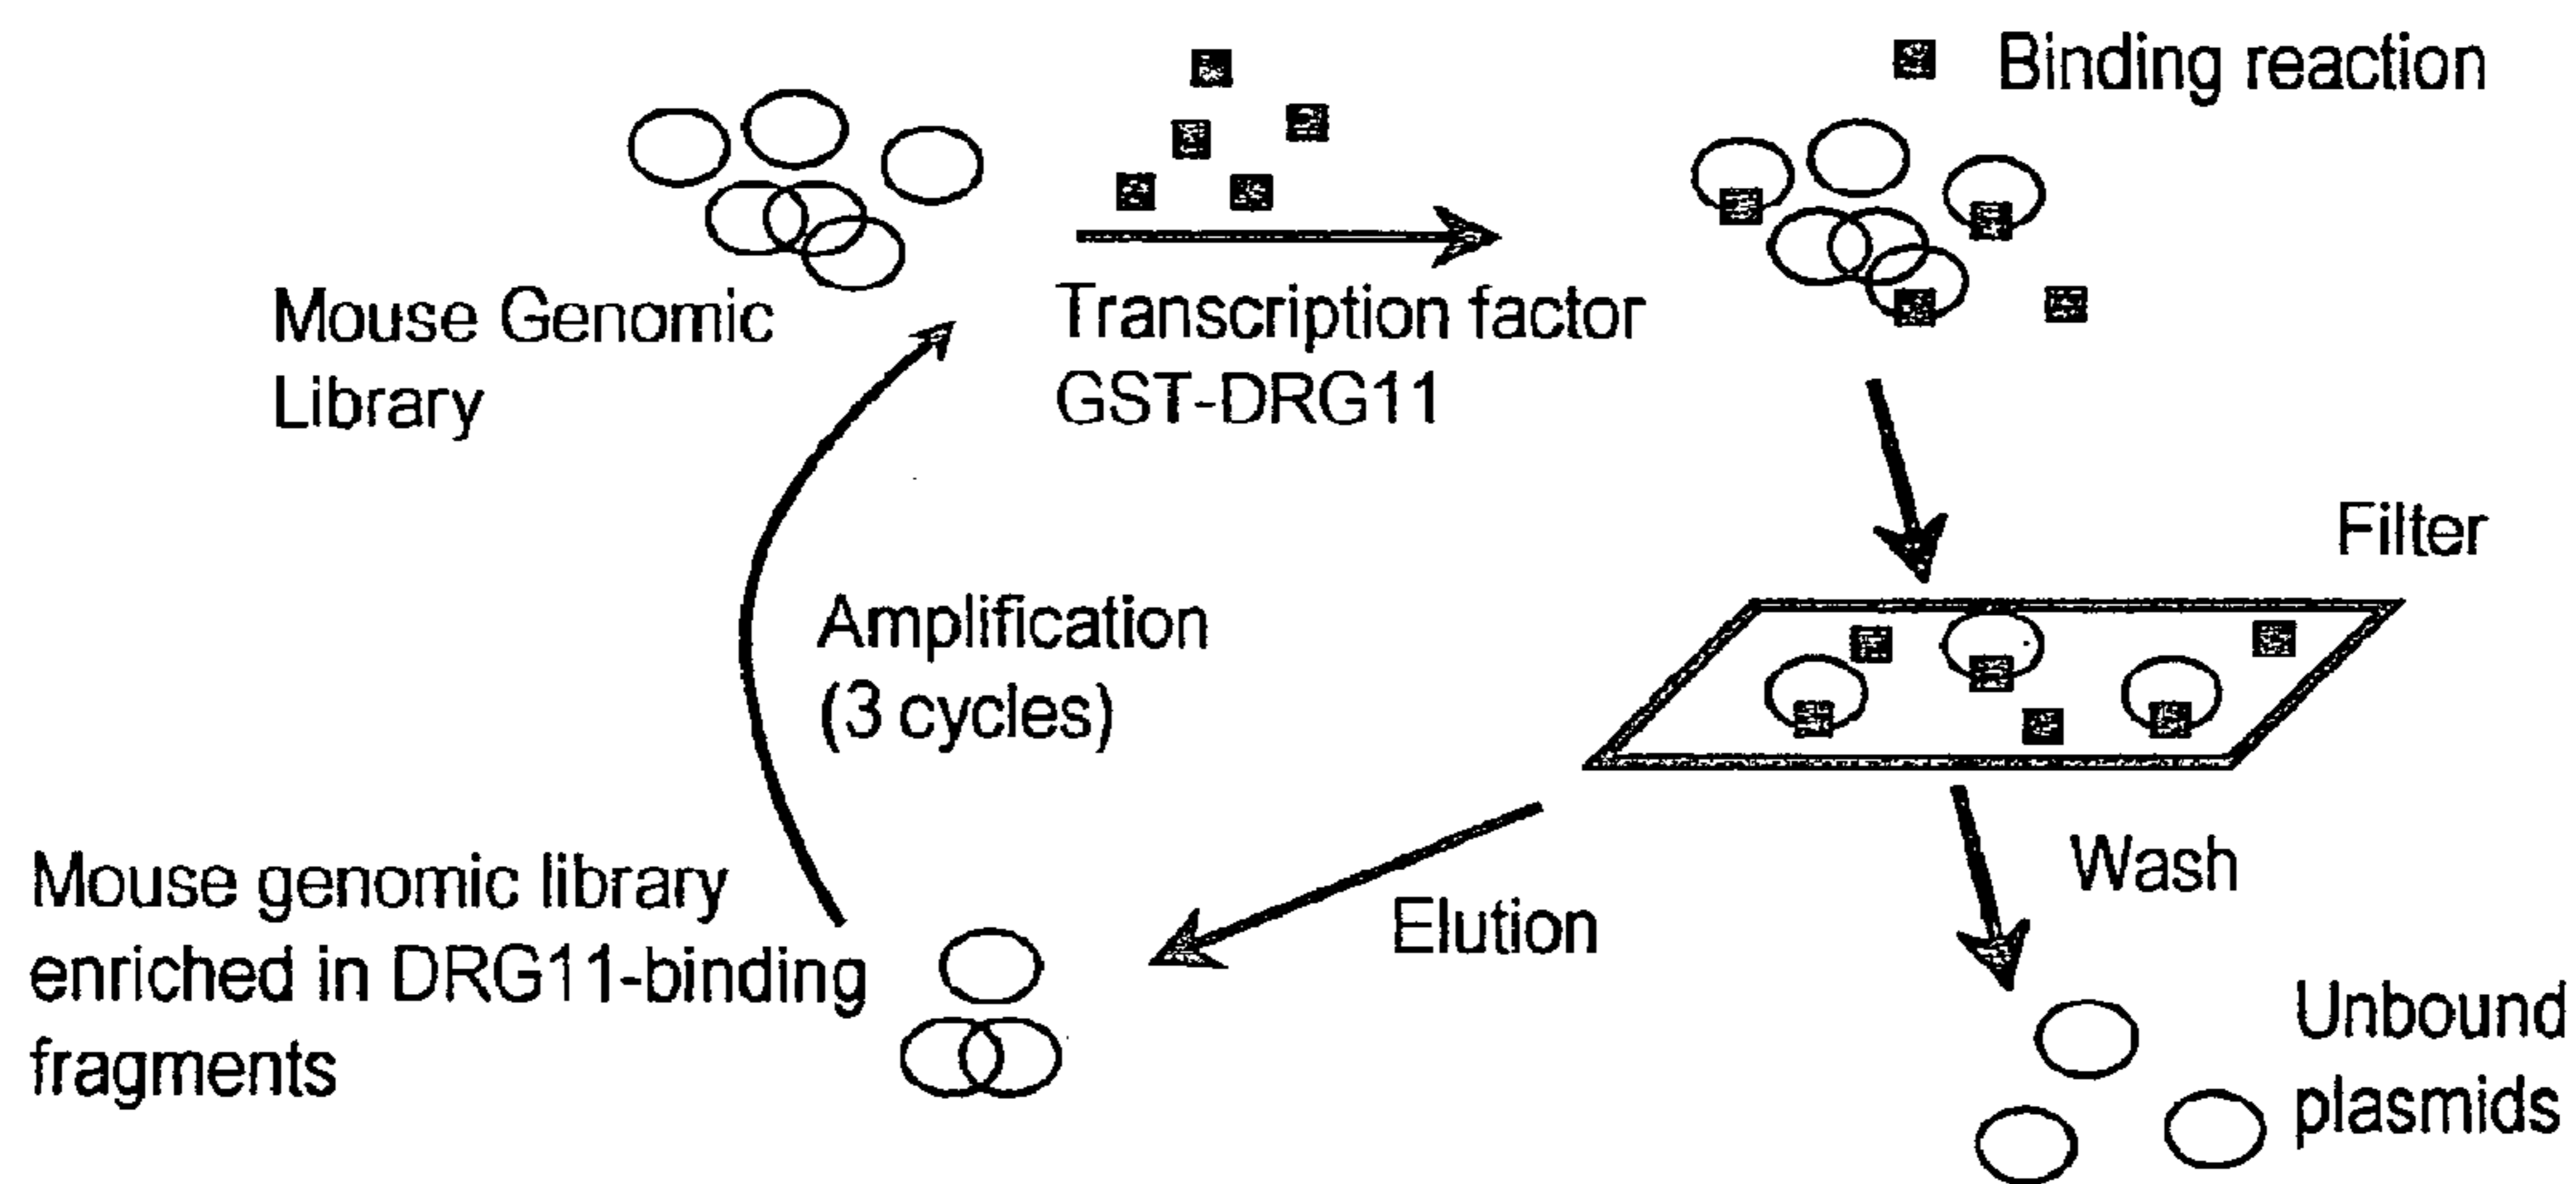 Mouse Genomic
Library
Transcription factor
GST-DRG11
Binding reaction
Filter
Wash
Unbound
plasmids
Elution
Mouse genomic library
enriched in DRG11-binding
fragments
Amplification
(3 cycles)